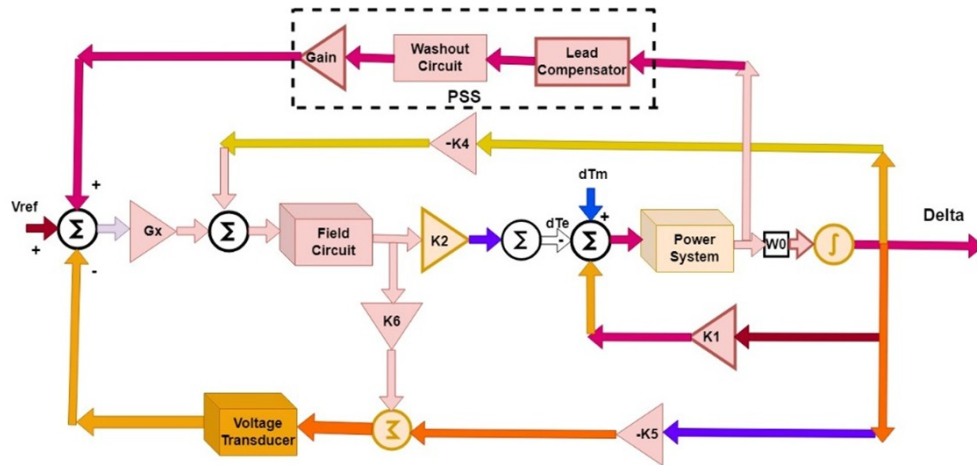 Gain
Washout
Circuit
Lead
Compensator
PSS
-K4
dTm
+
Vref
+
Σ
Gx
Σ
Field
Circuit
K2
Σ
dTe
-
+
Σ
Power
System
W0
∫
Delta
-
K6
K1
Voltage
Transducer
Σ
-K5